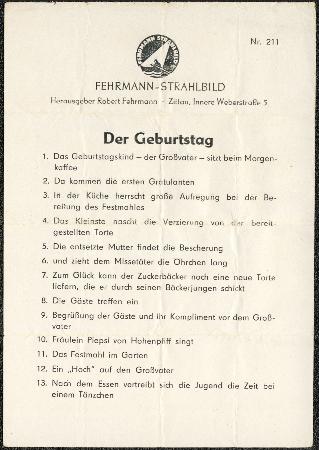 FEHRMANN STRAHLBILD
Nr. 211
FEHRMANN-STRAHLBILD
Herausgeber Robert Fehrmann - Zittau, Innere Weberstraße 5
Der Geburtstag
1. Das Geburtstagskind – der Großvater – sitzt beim Morgen-
kaffee
2. Da kommen die ersten Gratulanten
3. In der Küche herrscht große Aufregung bei der Be-
reitung des Festmahles
4. Das Kleinste nascht die Verzierung von der bereit-
gestellten Torte
5. Die entsetzte Mutter findet die Bescherung
6. und zieht dem Missetäter die Ohrchen lang
7. Zum Glück kann der Zuckerbäcker noch eine neue Torte
liefern, die er durch seinen Bäckerjungen schickt
8. Die Gäste treffen ein
9. Begrüßung der Gäste und ihr Kompliment vor dem Groß-
vater
10. Fräulein Piepsi von Hohenpfiff singt
11. Das Festmahl im Garten
12. Ein „Hoch" auf den Großvater
13. Nach dem Essen vertreibt sich die Jugend die Zeit bei
einem Tänzchen